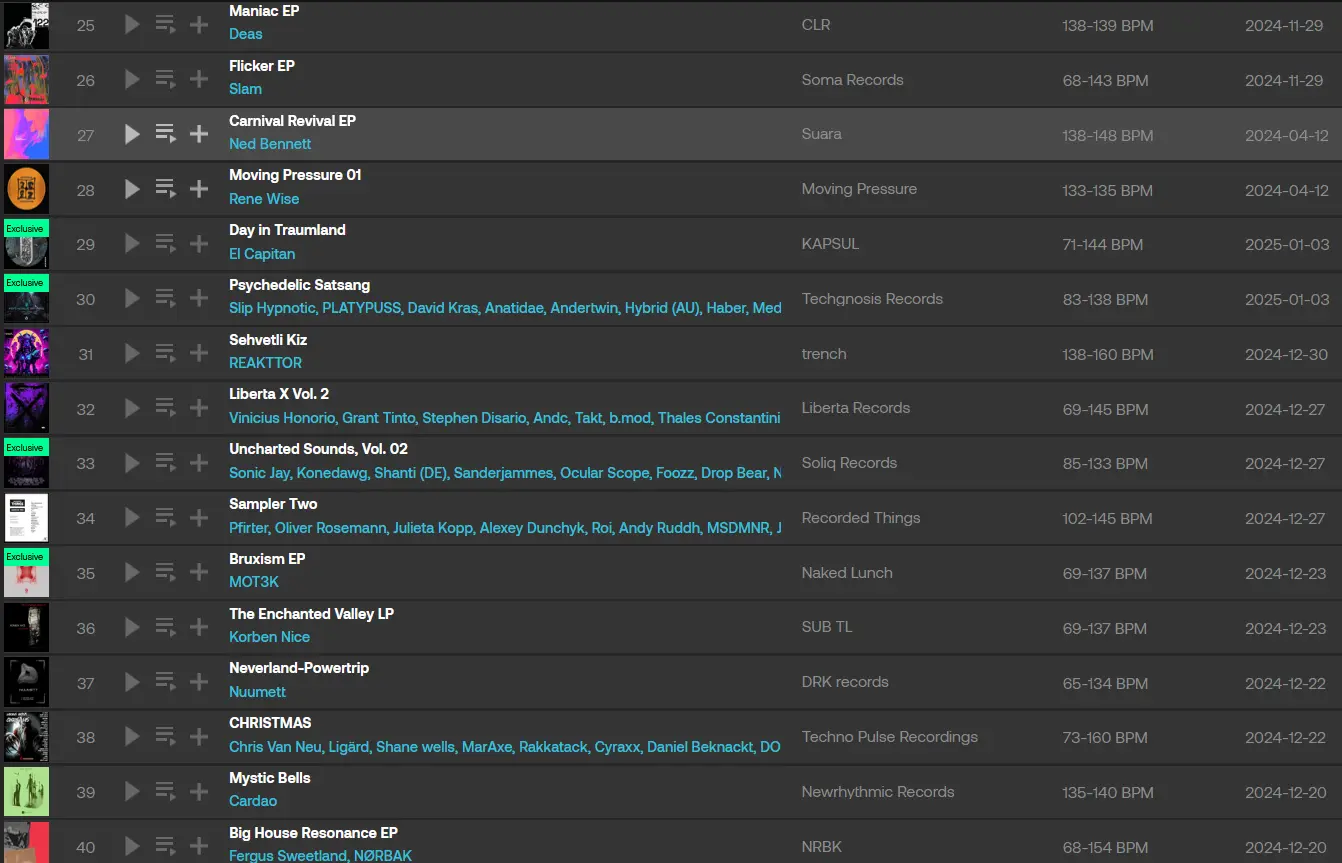 25
Maniac EP
Deas
CLR
138-139 BPM
2024-11-29
26
Flicker EP
Slam
Soma Records
68-143 BPM
2024-11-29
27
Carnival Revival EP
Ned Bennett
Suara
138-148 BPM
2024-04-12
28
Moving Pressure 01
Rene Wise
Moving Pressure
133-135 BPM
2024-04-12
Exclusive
29
Day in Traumland
El Capitan
KAPSUL
71-144 BPM
2025-01-03
Exclusive
30
Psychedelic Satsang
Slip Hypnotic, PLATYPUSS, David Kras, Anatidae, Andertwin, Hybrid (AU), Haber, Med
Techgnosis Records
83-138 BPM
2025-01-03
31
Sehvetli Kiz
REAKTTOR
trench
138-160 BPM
2024-12-30
32
Liberta X Vol. 2
Vinicius Honorio, Grant Tinto, Stephen Disario, Andc, Takt, b.mod, Thales Constantini
Liberta Records
69-145 BPM
2024-12-27
Exclusive
33
Uncharted Sounds, Vol. 02
Sonic Jay, Konedawg, Shanti (DE), Sanderjammes, Ocular Scope, Foozz, Drop Bear, N
Soliq Records
85-133 BPM
2024-12-27
34
Sampler Two
Pfirter, Oliver Rosemann, Julieta Kopp, Alexey Dunchyk, Roi, Andy Ruddh, MSDMNR, J
Recorded Things
102-145 BPM
2024-12-27
Exclusive
35
Bruxism EP
MOT3K
Naked Lunch
69-137 BPM
2024-12-23
36
The Enchanted Valley LP
Korben Nice
SUB TL
69-137 BPM
2024-12-23
37
Neverland-Powertrip
Nuumett
DRK records
65-134 BPM
2024-12-22
38
CHRISTMAS
Chris Van Neu, Ligärd, Shane wells, MarAxe, Rakkatack, Cyraxx, Daniel Beknackt, DO
Techno Pulse Recordings
73-160 BPM
2024-12-22
39
Mystic Bells
Cardao
Newrhythmic Records
135-140 BPM
2024-12-20
40
Big House Resonance EP
Fergus Sweetland, NØRBAK
NRBK
68-154 BPM
2024-12-20